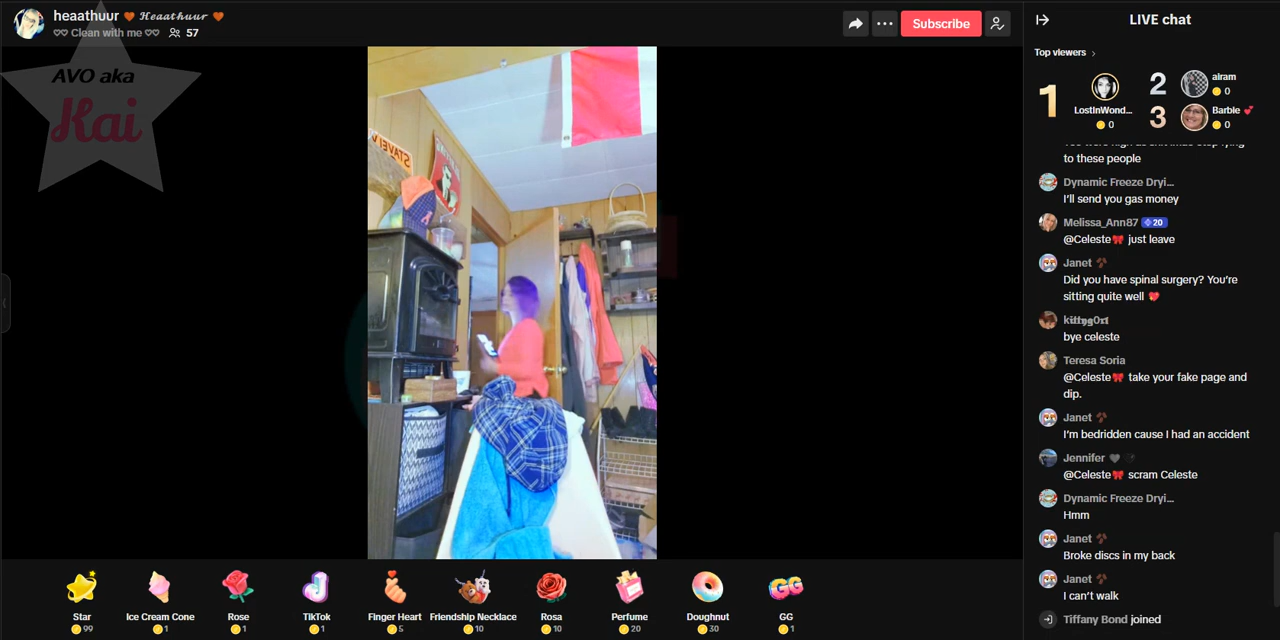 heaathuur 🧡 𝓗𝓮𝓪𝓪𝓽𝓱𝓾𝓾𝓻 🧡
Clean with me
57
Subscribe
AVO aka
Kai
STAVELY
LIVE chat
Top viewers >
1
LostInWond...
0
2
airam
0
3
Barbie 💕
0
to these people
Dynamic Freeze Dryi...
I'll send you gas money
Melissa_Ann87 20
@Celeste🎀 just leave
Janet
Did you have spinal surgery? You're
sitting quite well 💖
bye celeste
Teresa Soria
@Celeste🎀 take your fake page and
dip.
Janet
I'm bedridden cause I had an accident
Jennifer
@Celeste🎀 scram Celeste
Dynamic Freeze Dryi...
Hmm
Janet
Broke discs in my back
Janet
I can't walk
Tiffany Bond joined
Star
99
Ice Cream Cone
1
Rose
1
TikTok
1
Finger Heart
5
Friendship Necklace
10
Rosa
10
Perfume
20
Doughnut
30
GG
GG
1